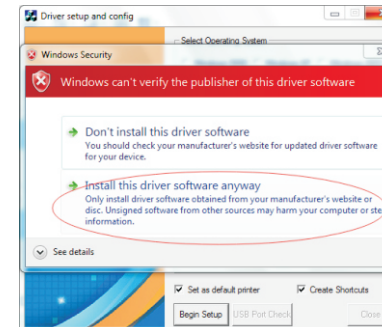 Driver setup and config
Select Operating System
Windows Security
Windows can't verify the publisher of this driver software
Don't install this driver software
You should check your manufacturer's website for updated driver software
for your device.
Install this driver software anyway
Only install driver software obtained from your manufacturer's website or
disc. Unsigned software from other sources may harm your computer or ste
information.
See details
Set as default printer Create Shortcuts
Begin Setup USB Port Check Close